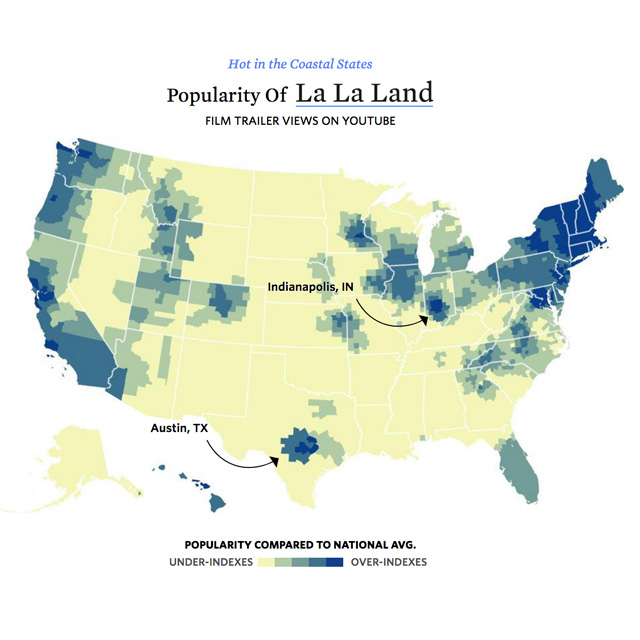 Hot in the Coastal States
Popularity Of La La Land
FILM TRAILER VIEWS ON YOUTUBE
Indianapolis, IN
Austin, TX
POPULARITY COMPARED TO NATIONAL AVG.
UNDER-INDEXES OVER-INDEXES